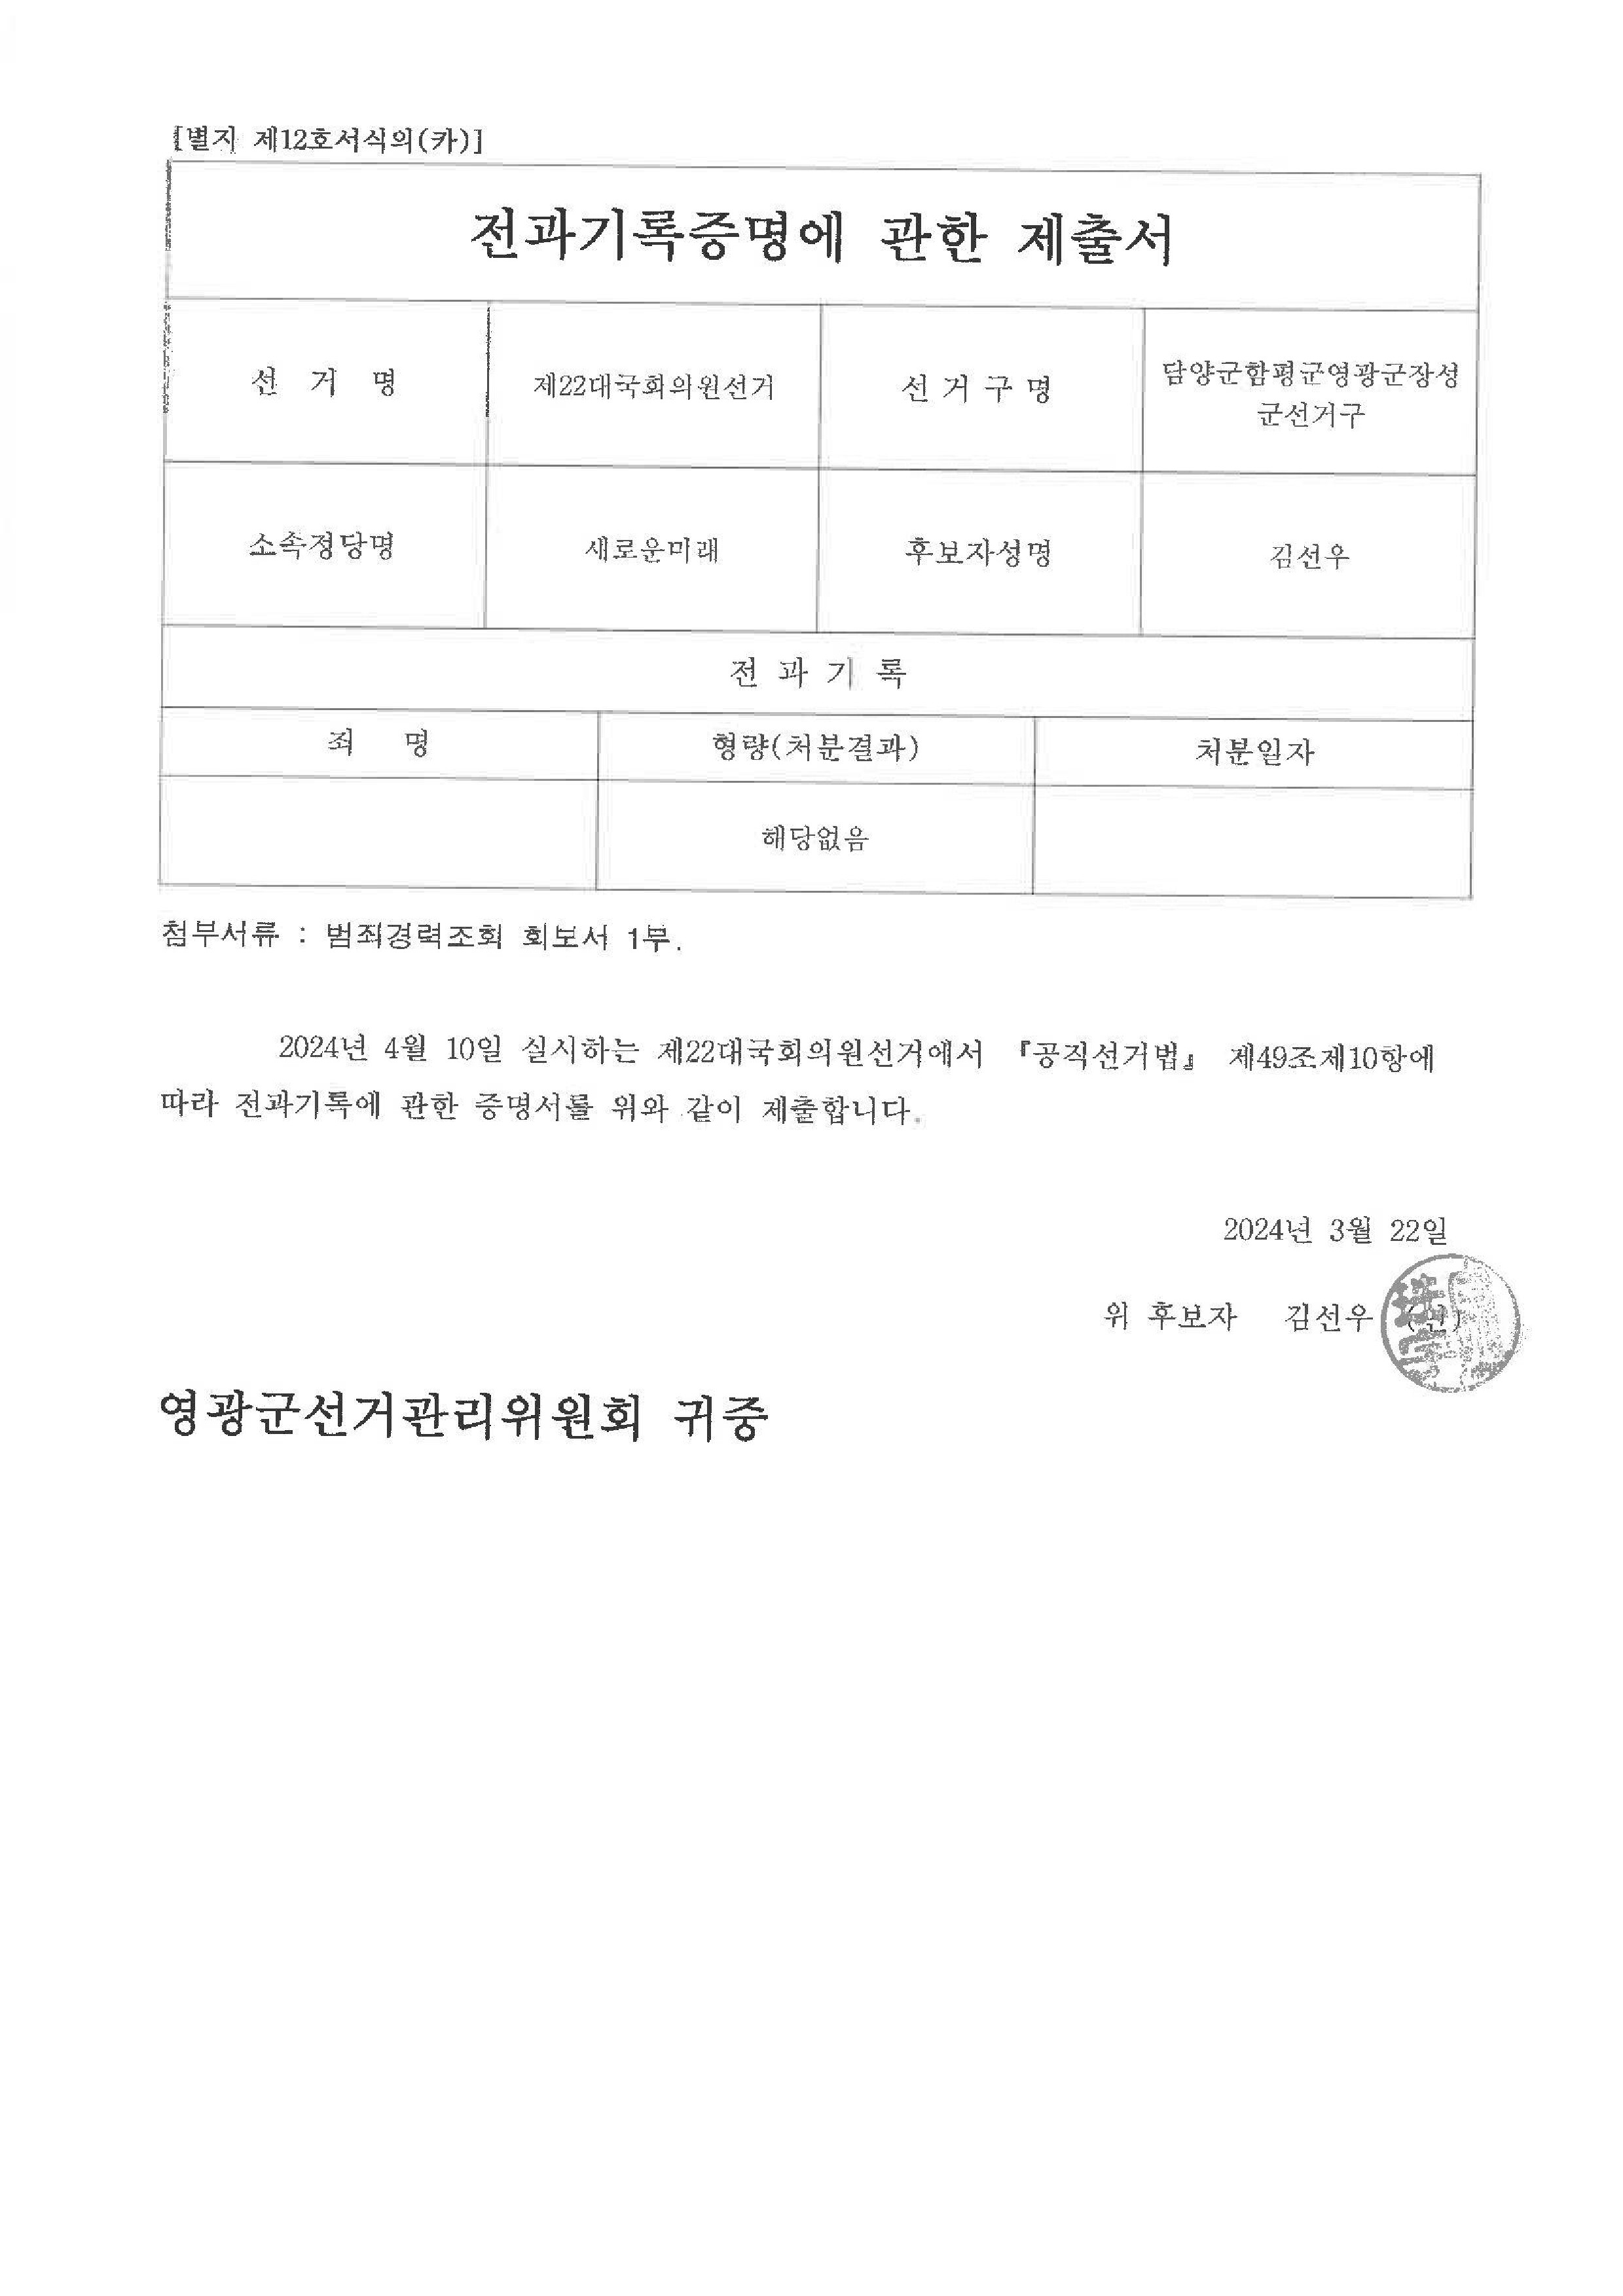 [별지 제12호서식의(카)]
전과기록증명에 관한 제출서
선 거 명
제22대국회의원선거
선 거 구 명
담양군함평군영광군장성
군선거구
소속정당명
새로운미래
후보자성명
김선우
전 과 기 록
죄 명
형량(처분결과)
처분일자
해당없음
첨부서류 : 범죄경력조회 회보서 1부.
2024년 4월 10일 실시하는 제22대국회의원선거에서 『공직선거법』 제49조제10항에
따라 전과기록에 관한 증명서를 위와 같이 제출합니다.
2024년 3월 22일
위 후보자 김선우 (인)
영광군선거관리위원회 귀중